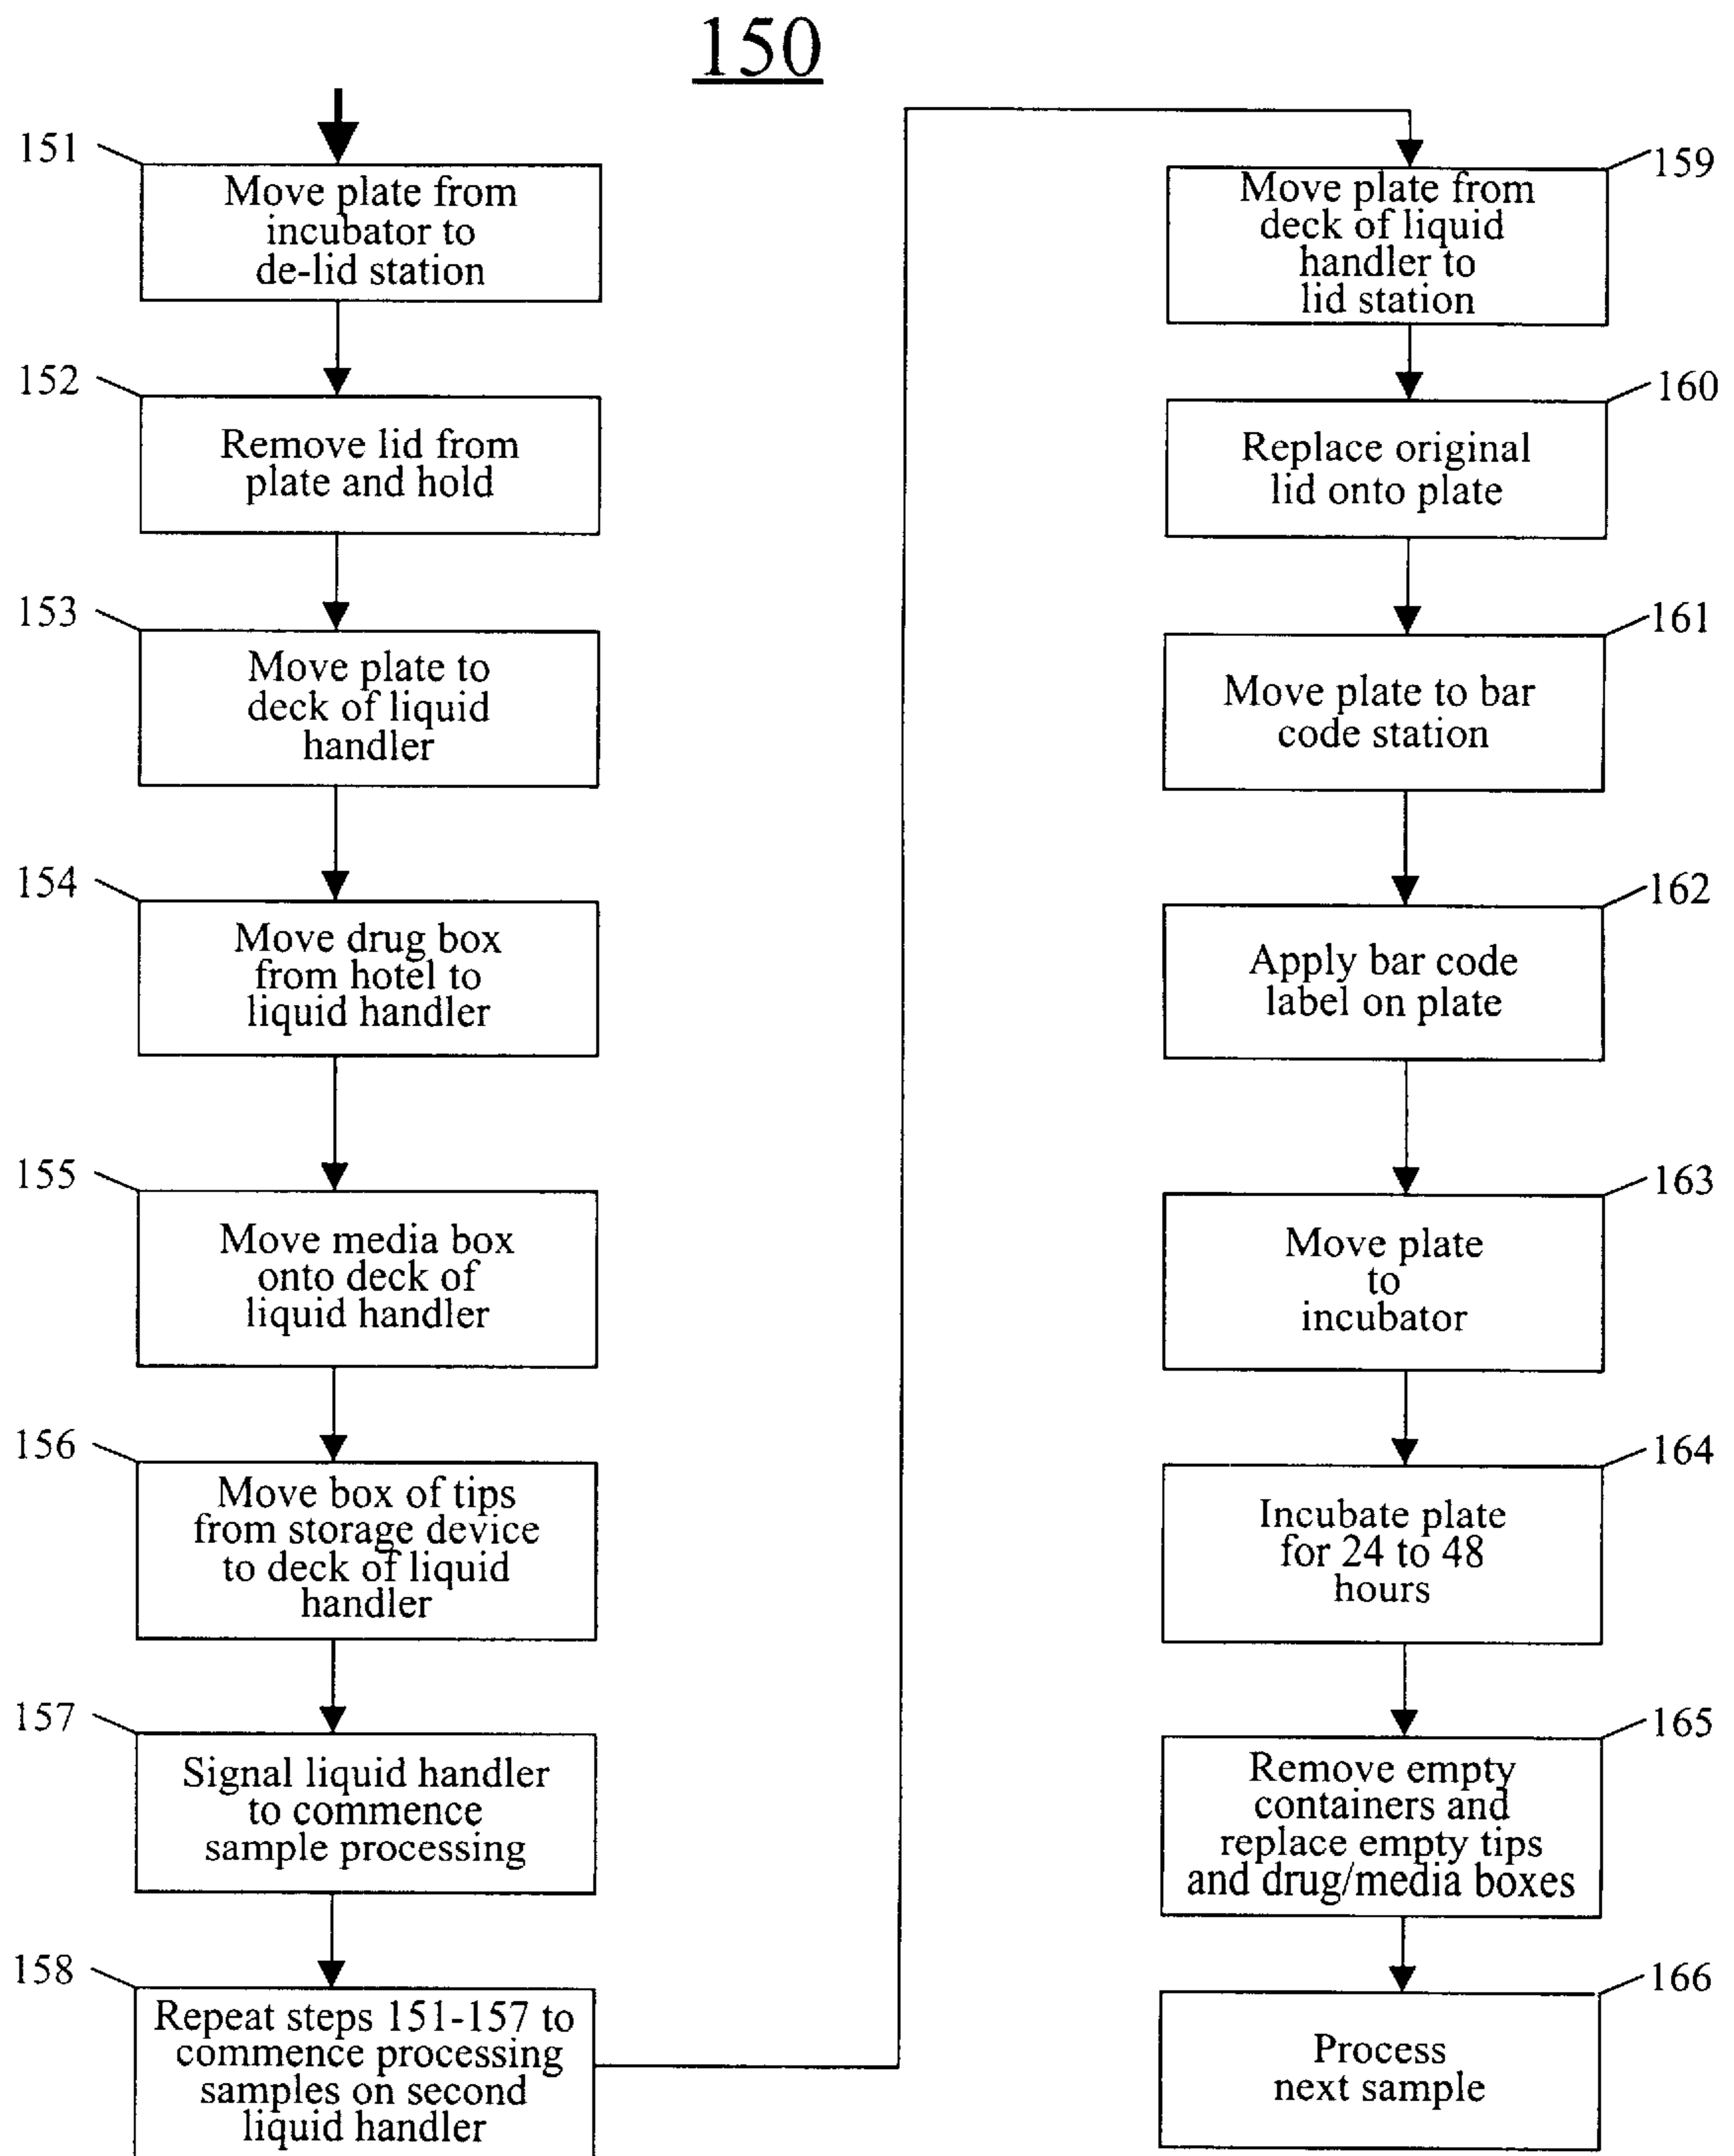 150
151
Move plate from
incubator to
de-lid station
152
Remove lid from
plate and hold
153
Move plate to
deck of liquid
handler
154
Move drug box
from hotel to
liquid handler
155
Move media box
onto deck of
liquid handler
156
Move box of tips
from storage device
to deck of liquid
handler
157
Signal liquid handler
to commence
sample processing
158
Repeat steps 151-157 to
commence processing
samples on second
liquid handler
159
Move plate from
deck of liquid
handler to
lid station
160
Replace original
lid onto plate
161
Move plate to bar
code station
162
Apply bar code
label on plate
163
Move plate
to
incubator
164
Incubate plate
for 24 to 48
hours
165
Remove empty
containers and
replace empty tips
and drug/media boxes
166
Process
next sample